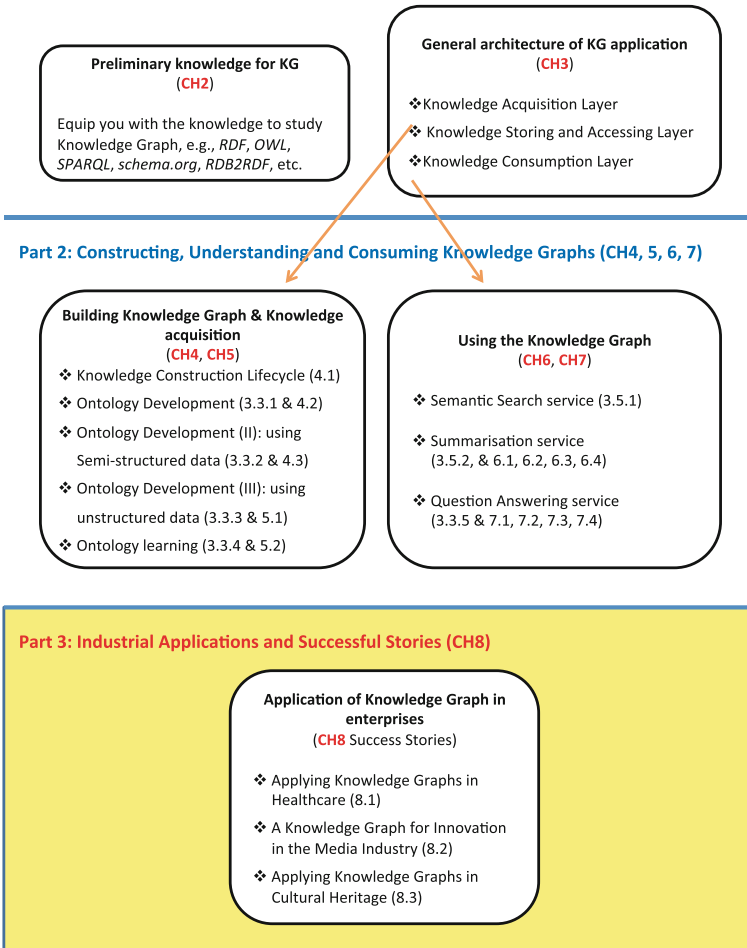 Preliminary knowledge for KG
(CH2)
Equip you with the knowledge to study
Knowledge Graph, e.g., RDF, OWL,
SPARQL, schema.org, RDB2RDF, etc.
General architecture of KG application
(CH3)
❖Knowledge Acquisition Layer
❖ Knowledge Storing and Accessing Layer
❖Knowledge Consumption Layer
Part 2: Constructing, Understanding and Consuming Knowledge Graphs (CH4, 5, 6, 7)
Building Knowledge Graph & Knowledge
acquisition
(CH4, CH5)
❖ Knowledge Construction Lifecycle (4.1)
❖ Ontology Development (3.3.1 & 4.2)
❖ Ontology Development (II): using
Semi-structured data (3.3.2 & 4.3)
❖ Ontology Development (III): using
unstructured data (3.3.3 & 5.1)
❖ Ontology learning (3.3.4 & 5.2)
Using the Knowledge Graph
(CH6, CH7)
❖ Semantic Search service (3.5.1)
❖ Summarisation service
(3.5.2, & 6.1, 6.2, 6.3, 6.4)
❖ Question Answering service
(3.3.5 & 7.1, 7.2, 7.3, 7.4)
Part 3: Industrial Applications and Successful Stories (CH8)
Application of Knowledge Graph in
enterprises
(CH8 Success Stories)
❖ Applying Knowledge Graphs in
Healthcare (8.1)
❖ A Knowledge Graph for Innovation
in the Media Industry (8.2)
❖ Applying Knowledge Graphs in
Cultural Heritage (8.3)